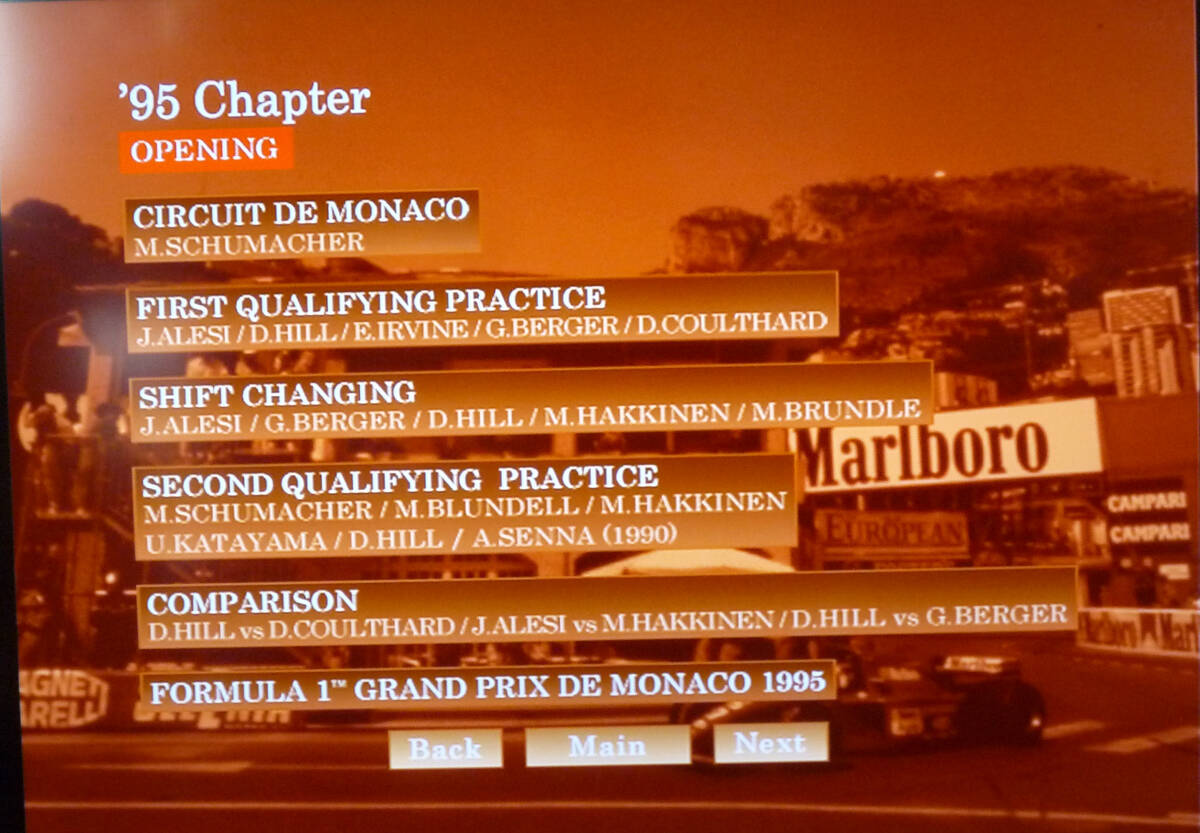 ’95 Chapter
OPENING
CIRCUIT DE MONACO
M.SCHUMACHER
FIRST QUALIFYING PRACTICE
J.ALESI / D.HILL / E.IRVINE / G.BERGER / D.COULTHARD
SHIFT CHANGING
J.ALESI / G.BERGER / D.HILL / M.HAKKINEN / M.BRUNDLE
Marlboro
SECOND QUALIFYING PRACTICE
M.SCHUMACHER / M.BLUNDELL / M.HAKKINEN
U.KATAYAMA / D.HILL / A.SENNA (1990)
CAMPARI
EUROPEAN
CAMPARI
COMPARISON
D.HILL vs D.COULTHARD / J.ALESI vs M.HAKKINEN / D.HILL vs G.BERGER
Marlboro
FORMULA 1™ GRAND PRIX DE MONACO 1995
Back
Main
Next